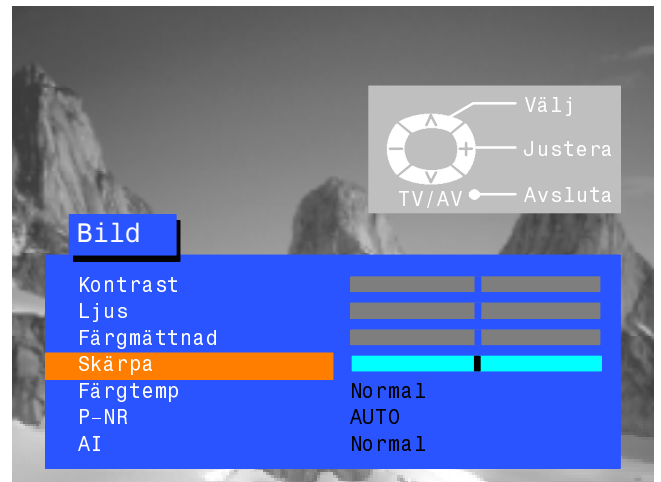 Välj
Justera
TV/AV Avsluta
Bild
Kontrast
Ljus
Färgmättnad
Skärpa
Färgtemp Normal
P-NR AUTO
AI Normal